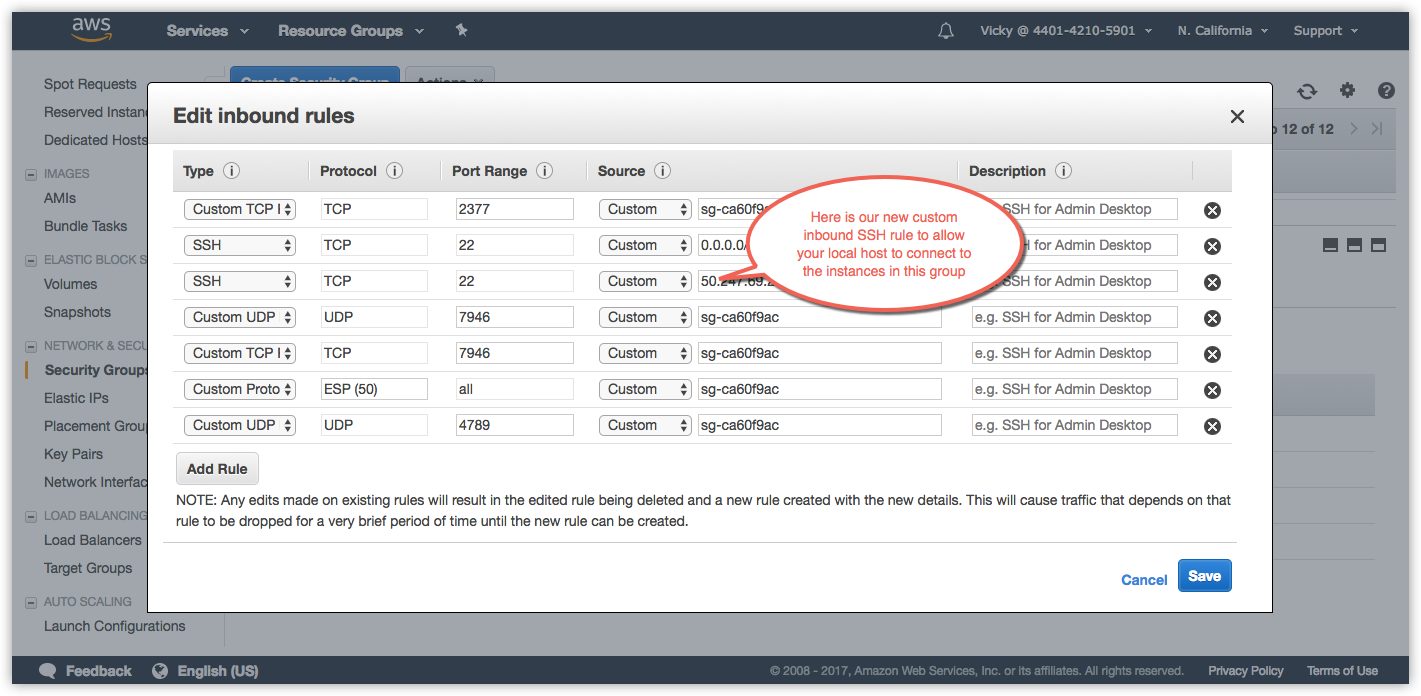 aws Services Resource Groups Vicky @ 4401-4210-5901 N. California Support
Spot Requests
Reserved
Dedicated Hosts
IMAGES
AMIs
Bundle Tasks
ELASTIC BLOCK
Volumes
Snapshots
NETWORK &
Security Groups
Elastic IPs
Placement
Key Pairs
Network
LOAD BALANCING
Load Balancers
Target Groups
AUTO SCALING
Launch Configurations
Create Security Group Actions
12 of 12
Edit inbound rules
Type Protocol Port Range Source Description
Custom TCP TCP 2377 Custom SSH for Admin Desktop
SSH TCP 22 Custom 0.0.0.0/ SSH for Admin Desktop
SSH TCP 22 Custom SSH for Admin Desktop
Custom UDP UDP 7946 Custom sg-ca60f9ac e.g. SSH for Admin Desktop
Custom TCP TCP 7946 Custom sg-ca60f9ac e.g. SSH for Admin Desktop
Custom Proto ESP (50) all Custom sg-ca60f9ac e.g. SSH for Admin Desktop
Custom UDP UDP 4789 Custom sg-ca60f9ac e.g. SSH for Admin Desktop
Here is our new custom
inbound SSH rule to allow
your local host to connect to
the instances in this group
Add Rule
NOTE: Any edits made on existing rules will result in the edited rule being deleted and a new rule created with the new details. This will cause traffic that depends on that
rule to be dropped for a very brief period of time until the new rule can be created.
Cancel Save
Feedback English (US) © 2008 - 2017, Amazon Web Services, Inc. or its affiliates. All rights reserved. Privacy Policy Terms of Use